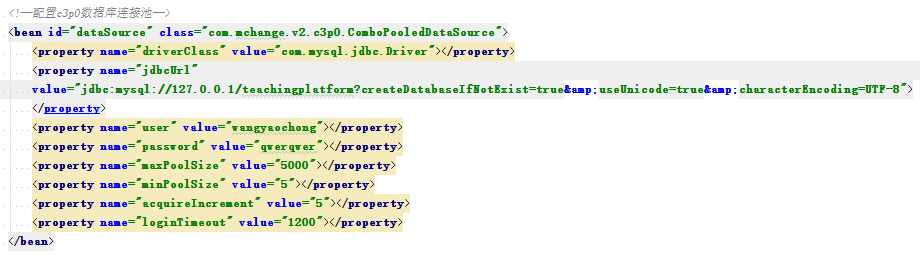 <!--配置c3p0数据库连接池-->
<bean id="dataSource" class="com.mchange.v2.c3p0.ComboPooledDataSource">
<property name="driverClass" value="com.mysql.jdbc.Driver"></property>
<property name="jdbcUrl"
value="jdbc:mysql://127.0.0.1/teachingplatform?createDatabaseIfNotExist=true&amp;useUnicode=true&amp;characterEncoding=UTF-8">
</property>
<property name="user" value="wangyaochong"></property>
<property name="password" value="qwerqwer"></property>
<property name="maxPoolSize" value="5000"></property>
<property name="minPoolSize" value="5"></property>
<property name="acquireIncrement" value="5"></property>
<property name="loginTimeout" value="1200"></property>
</bean>